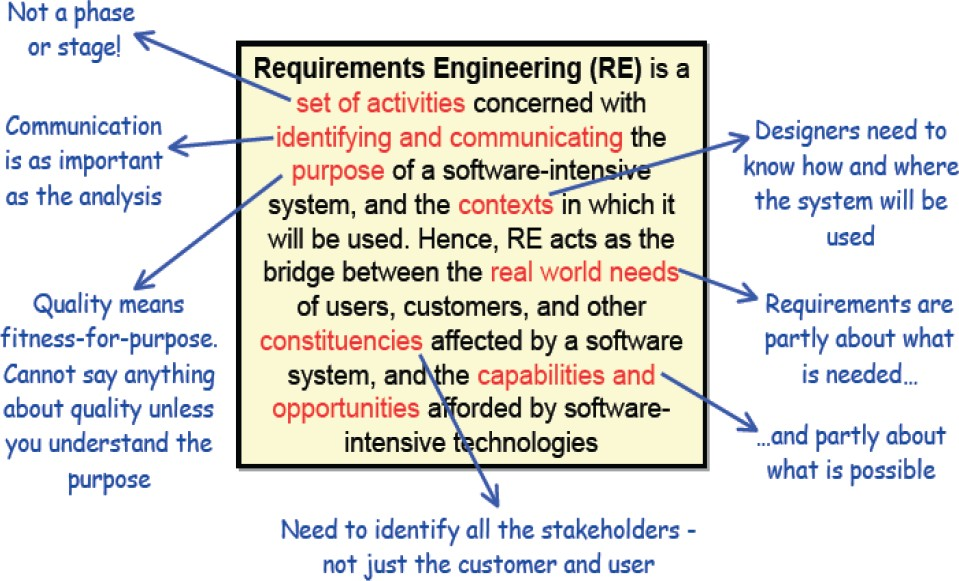 Not a phase
or stage!
Communication
is as important
as the analysis
Quality means
fitness-for-purpose.
Cannot say anything
about quality unless
you understand the
purpose
Requirements Engineering (RE) is a
set of activities concerned with
identifying and communicating the
purpose of a software-intensive
system, and the contexts in which it
will be used. Hence, RE acts as the
bridge between the real world needs
of users, customers, and other
constituencies affected by a software
system, and the capabilities and
opportunities afforded by software-
intensive technologies
Designers need to
know how and where
the system will be
used
Requirements are
partly about what
is needed…
…and partly about
what is possible
Need to identify all the stakeholders -
not just the customer and user